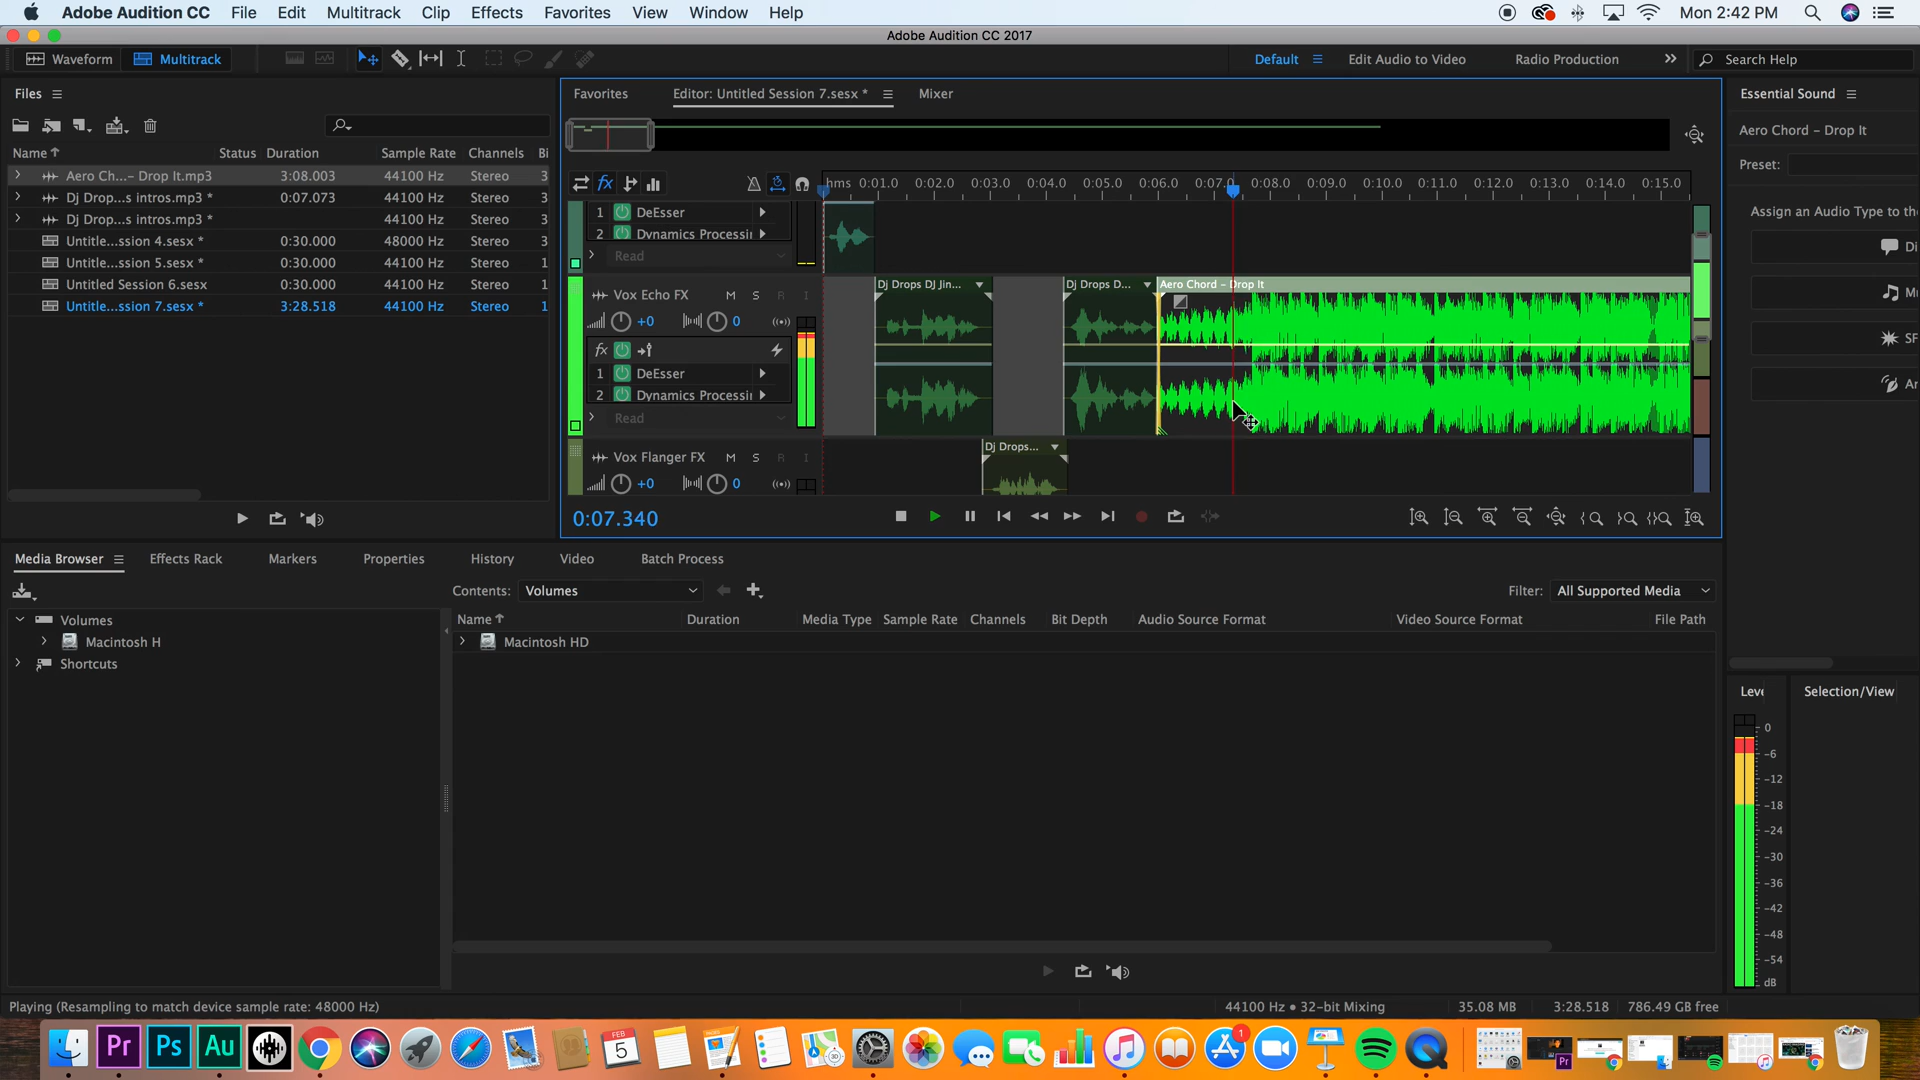 Adobe Audition CC File Edit Multitrack Clip Effects Favorites View Window Help Mon 2:42 PM
Adobe Audition CC 2017
Waveform Multitrack Default Edit Audio to Video Radio Production Search Help
Files Favorites Editor: Untitled Session 7.sesx * Mixer Essential Sound
Aero Chord - Drop It
Name Status Duration Sample Rate Channels Bi
Preset:
Aero Ch...- Drop It.mp3 3:08.003 44100 Hz Stereo 3
hms 0:01.0 0:02.0 0:03.0 0:04.0 0:05.0 0:06.0 0:07.0 0:08.0 0:09.0 0:10.0 0:11.0 0:12.0 0:13.0 0:14.0 0:15.0
Dj Drop...s intros.mp3 * 0:07.073 44100 Hz Stereo 3
1 DeEsser
Assign an Audio Type to the
Dj Drop...s intros.mp3 * 44100 Hz Stereo 3
2 Dynamics Processin
Untitle...ssion 4.sesx * 0:30.000 48000 Hz Stereo 3
Di
Read
Untitle...ssion 5.sesx * 0:30.000 44100 Hz Stereo 1
Untitled Session 6.sesx 0:30.000 44100 Hz Stereo 1
Dj Drops DJ Jin... Dj Drops D... Aero Chord - Drop It
Vox Echo FX M S R I
Mu
Untitle...ssion 7.sesx * 3:28.518 44100 Hz Stereo 1
+0 0
SF
fx
1 DeEsser
Ar
2 Dynamics Processin
Read
Dj Drops...
Vox Flanger FX M S R I
+0 0
0:07.340
Media Browser Effects Rack Markers Properties History Video Batch Process
Contents: Volumes Filter: All Supported Media
Volumes
Name Duration Media Type Sample Rate Channels Bit Depth Audio Source Format Video Source Format File Path
Macintosh H
Macintosh HD
Shortcuts
Leve Selection/View
0
-6
-12
-18
-24
-30
-36
-42
-48
-54
dB
Playing (Resampling to match device sample rate: 48000 Hz) 44100 Hz • 32-bit Mixing 35.08 MB 3:28.518 786.49 GB free
Pr Ps Au FEB 5 1